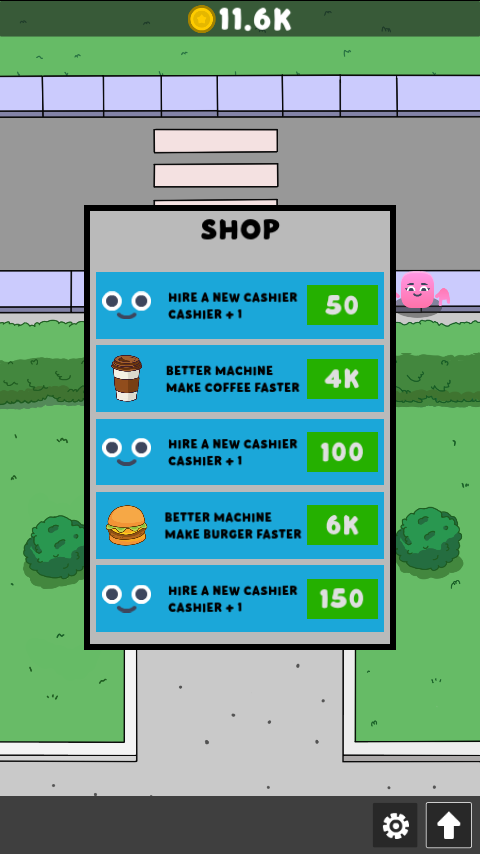 11.6K
SHOP
HIRE A NEW CASHIER
CASHIER + 1
50
BETTER MACHINE
MAKE COFFEE FASTER
4K
HIRE A NEW CASHIER
CASHIER + 1
100
BETTER MACHINE
MAKE BURGER FASTER
6K
HIRE A NEW CASHIER
CASHIER + 1
150